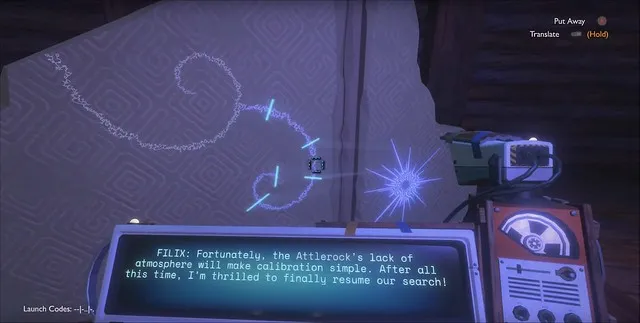 Put Away
Translate (Hold)
FILIX: Fortunately, the Attlerock's lack of
atmosphere will make calibration simple. After all
this time, I'm thrilled to finally resume our search!
Launch Codes: --|-_|-,